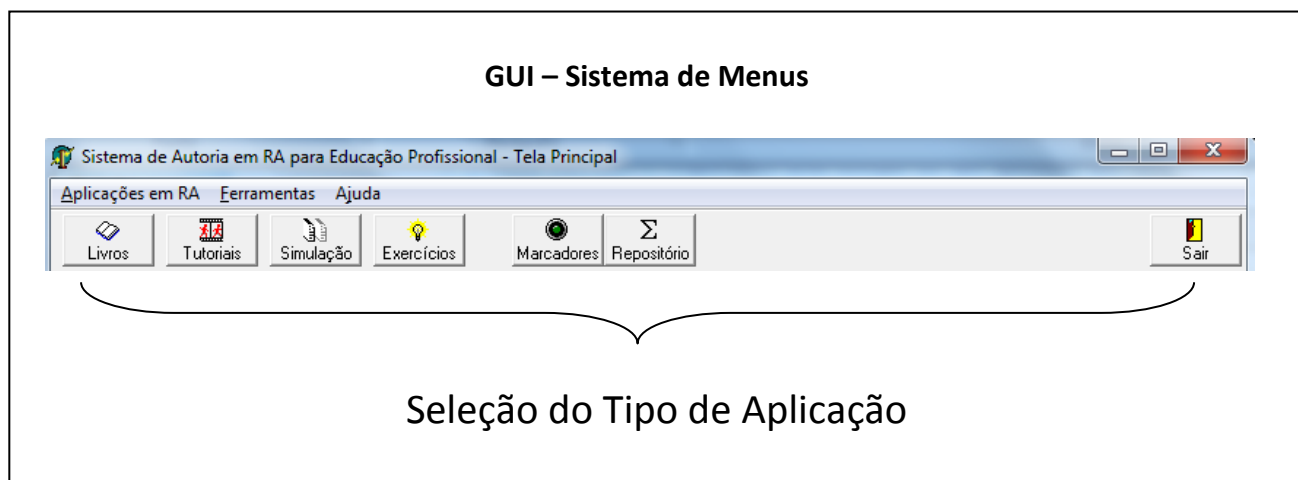 GUI – Sistema de Menus
Sistema de Autoria em RA para Educação Profissional - Tela Principal
Aplicações em RA Ferramentas Ajuda
Livros Tutoriais Simulação Exercícios Marcadores Repositório Sair
Seleção do Tipo de Aplicação